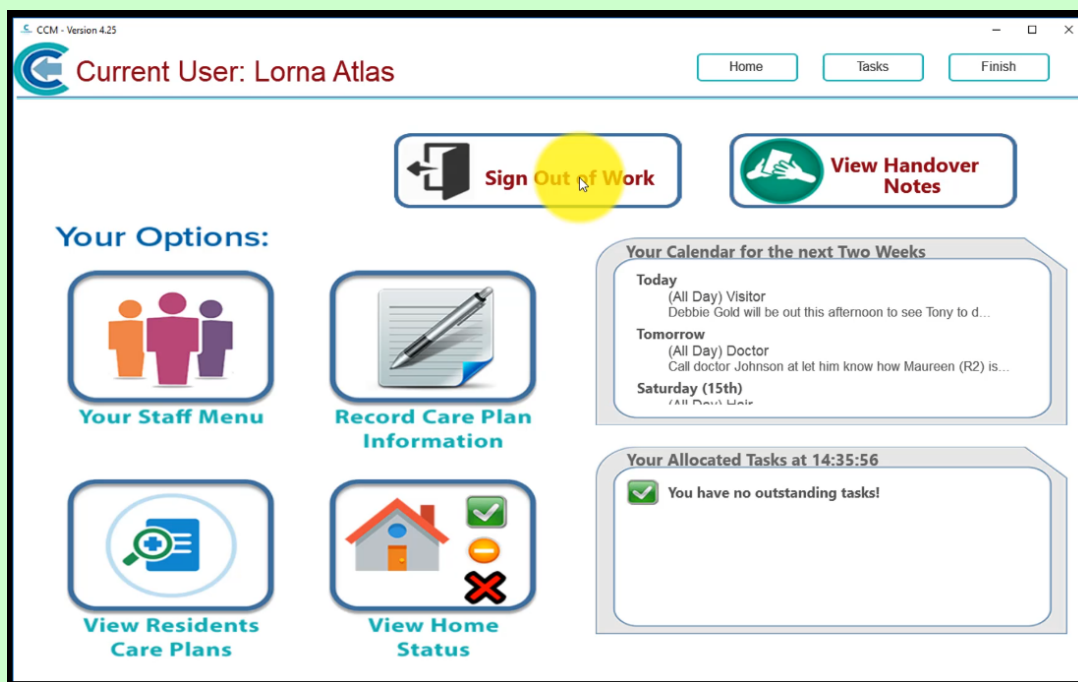 CCM - Version 4.25
Current User: Lorna Atlas
Home
Tasks
Finish
Sign Out of Work
View Handover
Notes
Your Options:
Your Staff Menu
Record Care Plan
Information
View Residents
Care Plans
View Home
Status
Your Calendar for the next Two Weeks
Today
(All Day) Visitor
Debbie Gold will be out this afternoon to see Tony to d...
Tomorrow
(All Day) Doctor
Call doctor Johnson at let him know how Maureen (R2) is...
Saturday (15th)
(All Day) Hair
Your Allocated Tasks at 14:35:56
You have no outstanding tasks!